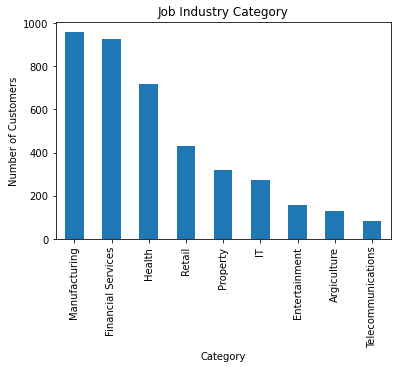 Job Industry Category
Number of Customers
1000
800
600
400
200
0
Manufacturing
Financial Services
Health
Retail
Property
IT
Entertainment
Argiculture
Telecommunications
Category